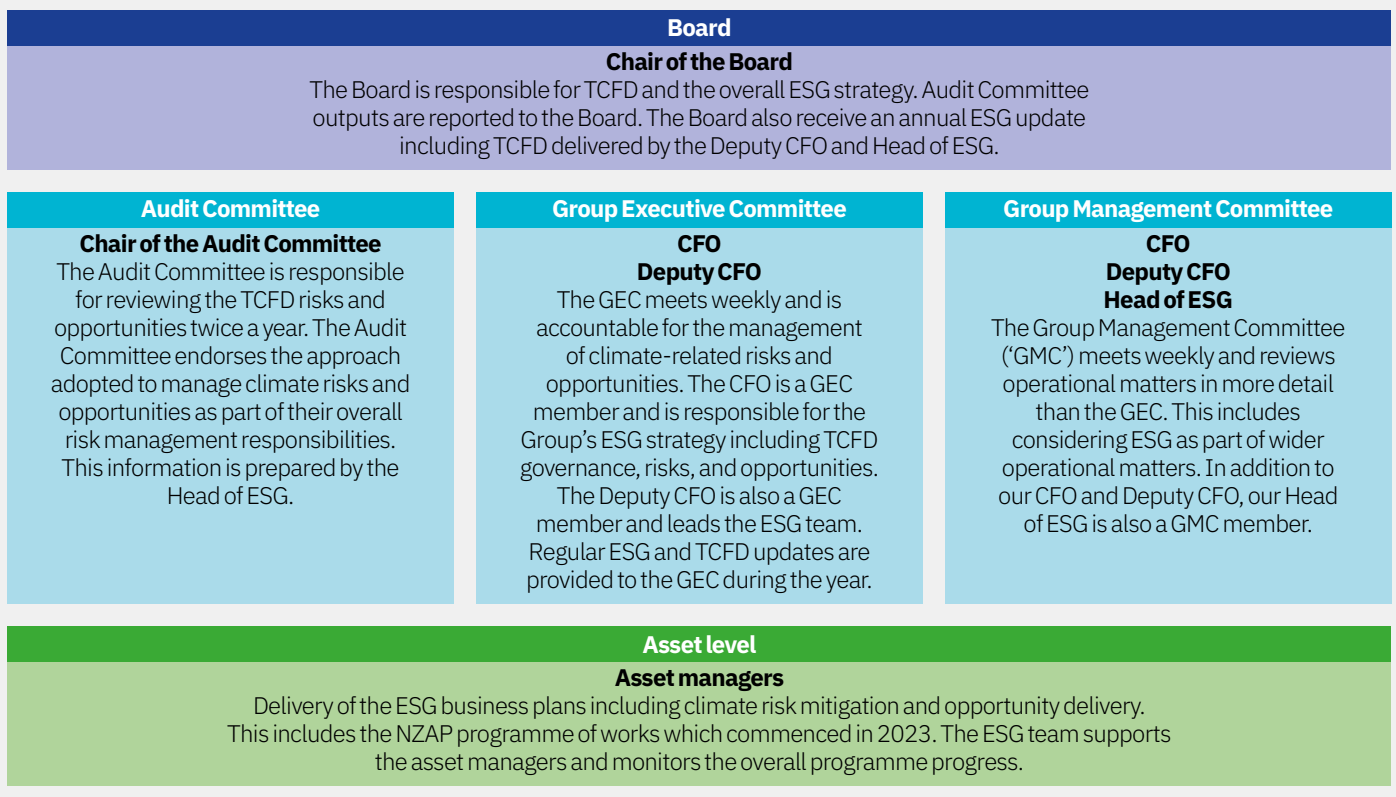 Board
Chair of the Board
The Board is responsible for TCFD and the overall ESG strategy. Audit Committee
outputs are reported to the Board. The Board also receive an annual ESG update
including TCFD delivered by the Deputy CFO and Head of ESG.
Audit Committee
Chair of the Audit Committee
The Audit Committee is responsible
for reviewing the TCFD risks and
opportunities twice a year. The Audit
Committee endorses the approach
adopted to manage climate risks and
opportunities as part of their overall
risk management responsibilities.
This information is prepared by the
Head of ESG.
Group Executive Committee
CFO
Deputy CFO
The GEC meets weekly and is
accountable for the management
of climate-related risks and
opportunities. The CFO is a GEC
member and is responsible for the
Group’s ESG strategy including TCFD
governance, risks, and opportunities.
The Deputy CFO is also a GEC
member and leads the ESG team.
Regular ESG and TCFD updates are
provided to the GEC during the year.
Group Management Committee
CFO
Deputy CFO
Head of ESG
The Group Management Committee
(‘GMC’) meets weekly and reviews
operational matters in more detail
than the GEC. This includes
considering ESG as part of wider
operational matters. In addition to
our CFO and Deputy CFO, our Head
of ESG is also a GMC member.
Asset level
Asset managers
Delivery of the ESG business plans including climate risk mitigation and opportunity delivery.
This includes the NZAP programme of works which commenced in 2023. The ESG team supports
the asset managers and monitors the overall programme progress.